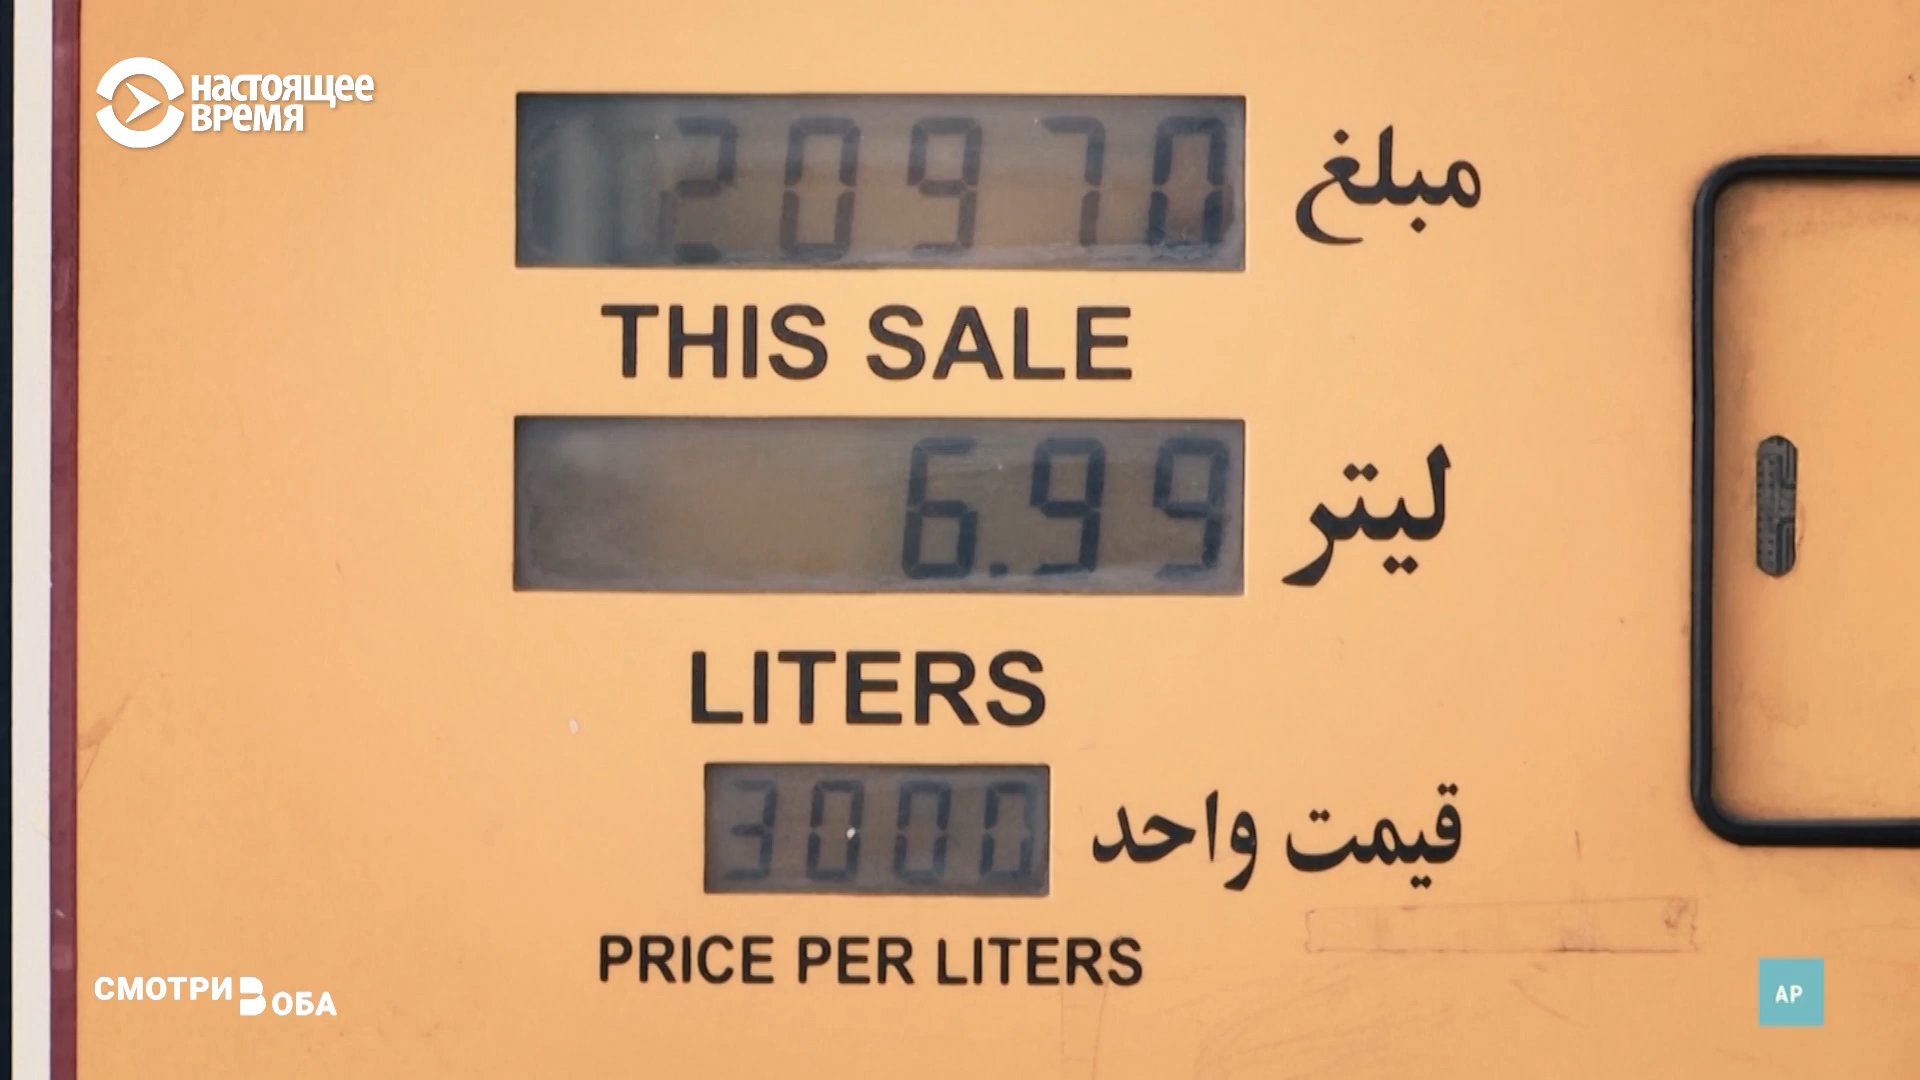 настоящее
время
20970 مبلغ
THIS SALE
6.99 لیتر
LITERS
3000 قیمت واحد
PRICE PER LITERS
СМОТРИ В ОБА
AP